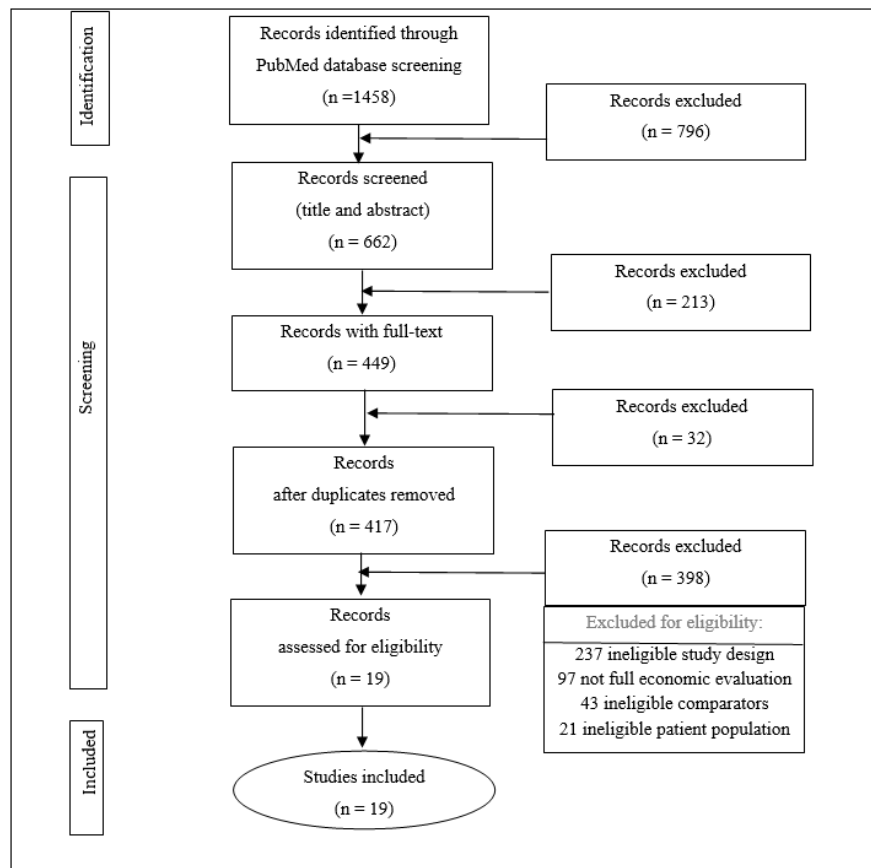 Identification
Records identified through
PubMed database screening
(n =1458)
Records excluded
(n = 796)
Screening
Records screened
(title and abstract)
(n = 662)
Records excluded
(n = 213)
Records with full-text
(n = 449)
Records excluded
(n = 32)
Records
after duplicates removed
(n = 417)
Records excluded
(n = 398)
Excluded for eligibility:
237 ineligible study design
97 not full economic evaluation
43 ineligible comparators
21 ineligible patient population
Records
assessed for eligibility
(n = 19)
Included
Studies included
(n = 19)